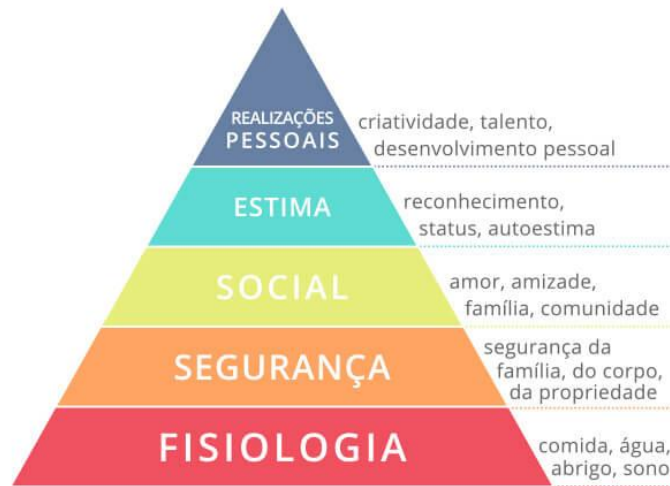 REALIZAÇÕES
PESSOAIS
criatividade, talento,
desenvolvimento pessoal
ESTIMA
reconhecimento,
status, autoestima
SOCIAL
amor, amizade,
família, comunidade
SEGURANÇA
segurança da
família, do corpo,
da propriedade
FISIOLOGIA
comida, água,
abrigo, sono